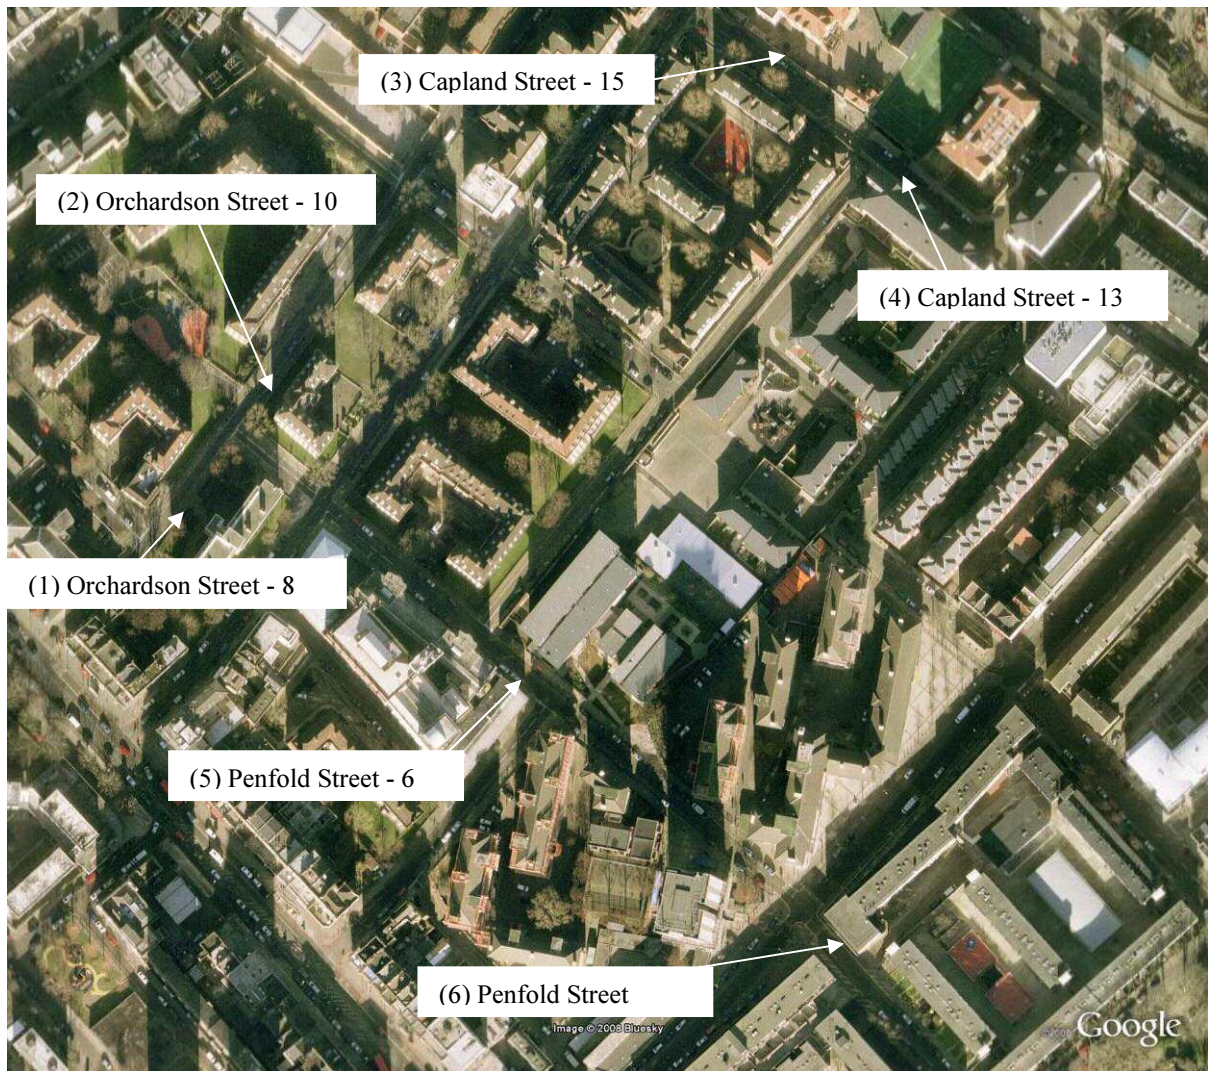 (3) Capland Street - 15
(2) Orchardson Street - 10
(4) Capland Street - 13
(1) Orchardson Street - 8
(5) Penfold Street - 6
(6) Penfold Street
Image © 2008 Bluesky
©2008 Google